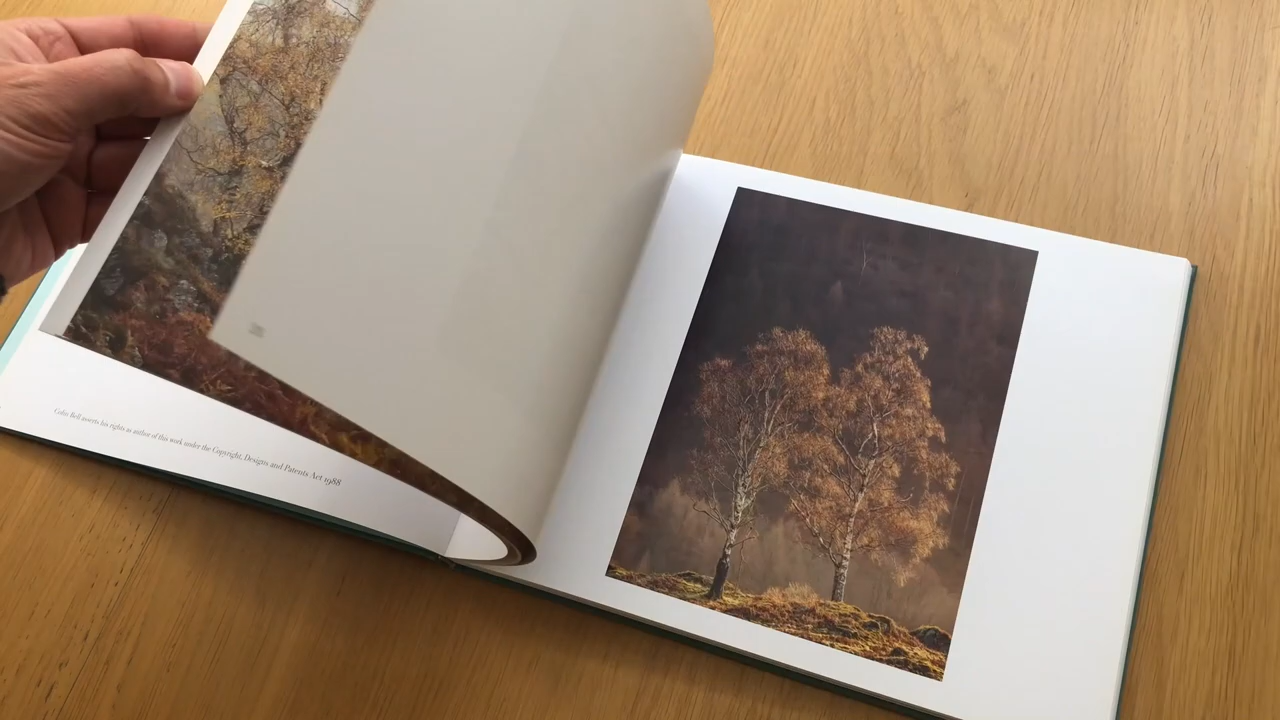 Colin Bell asserts his rights as author of this work under the Copyright, Designs and Patents Act 1988